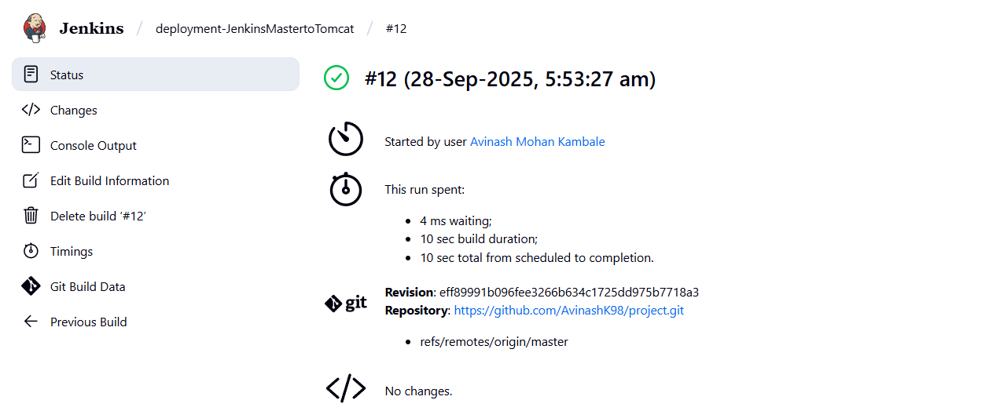 Jenkins / deployment-JenkinsMastertoTomcat / #12
Status
Changes
Console Output
Edit Build Information
Delete build ‘#12’
Timings
Git Build Data
Previous Build
#12 (28-Sep-2025, 5:53:27 am)
Started by user Avinash Mohan Kambale
This run spent:
• 4 ms waiting;
• 10 sec build duration;
• 10 sec total from scheduled to completion.
git
Revision: eff89991b096fee3266b634c1725dd975b7718a3
Repository: https://github.com/AvinashK98/project.git
• refs/remotes/origin/master
No changes.